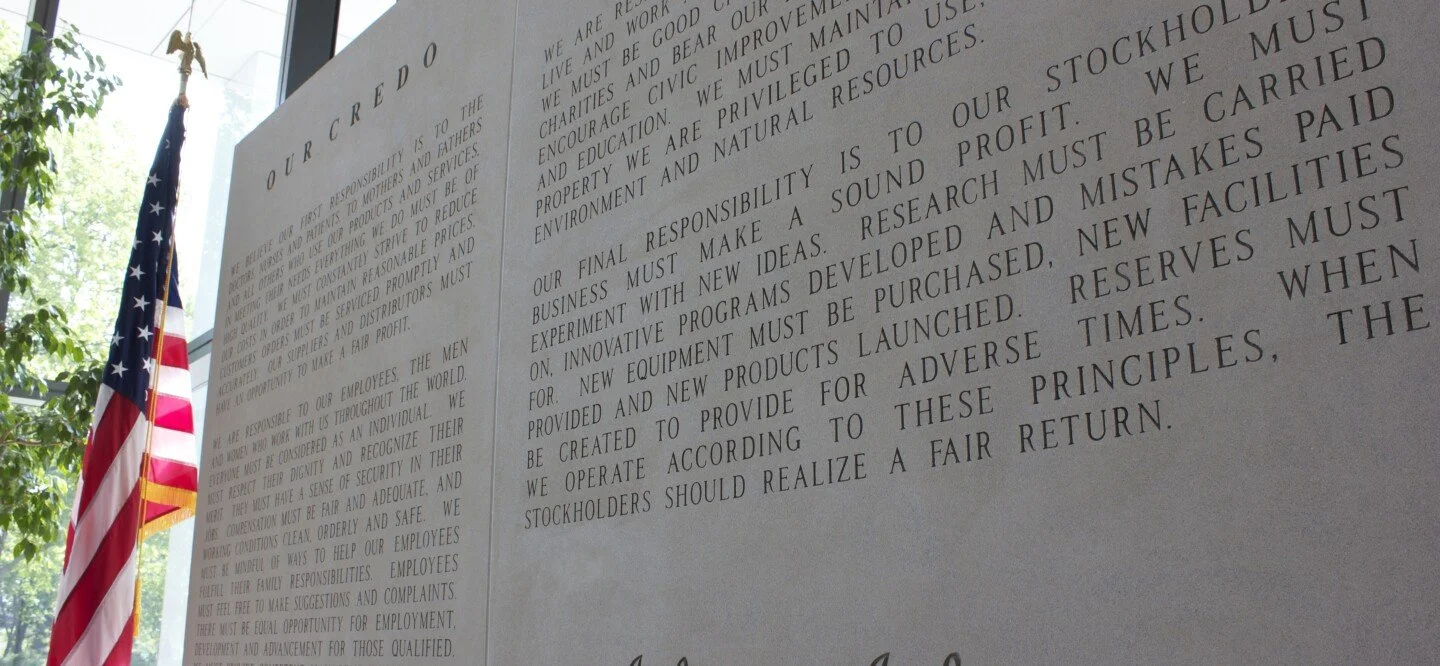 OUR CREDO
WE BELIEVE OUR FIRST RESPONSIBILITY IS TO THE
DOCTORS NURSES AND PATIENTS, TO MOTHERS AND FATHERS
AND ALL OTHERS WHO USE OUR PRODUCTS AND SERVICES.
IN MEETING THEIR NEEDS EVERYTHING WE DO MUST BE OF
HIGH QUALITY. WE MUST CONSTANTLY STRIVE TO REDUCE
OUR COSTS IN ORDER TO MAINTAIN REASONABLE PRICES.
CUSTOMERS ORDERS MUST BE SERVICED PROMPTLY AND
ACCURATELY. OUR SUPPLIERS AND DISTRIBUTORS MUST
HAVE AN OPPORTUNITY TO MAKE A FAIR PROFIT.
WE ARE RESPONSIBLE TO OUR EMPLOYEES, THE MEN
AND WOMEN WHO WORK WITH US THROUGHOUT THE WORLD.
EVERYONE MUST BE CONSIDERED AS AN INDIVIDUAL. WE
MUST RESPECT THEIR DIGNITY AND RECOGNIZE THEIR
MERIT. THEY MUST HAVE A SENSE OF SECURITY IN THEIR
JOBS. COMPENSATION MUST BE FAIR AND ADEQUATE, AND
WORKING CONDITIONS CLEAN, ORDERLY AND SAFE. WE
MUST BE MINDFUL OF WAYS TO HELP OUR EMPLOYEES
FULFILL THEIR FAMILY RESPONSIBILITIES. EMPLOYEES
MUST FEEL FREE TO MAKE SUGGESTIONS AND COMPLAINTS.
THERE MUST BE EQUAL OPPORTUNITY FOR EMPLOYMENT,
DEVELOPMENT AND ADVANCEMENT FOR THOSE QUALIFIED.
WE ARE
LIVE AND WORK
WE MUST BE GOOD
CHARITIES AND BEAR OUR
ENCOURAGE CIVIC
AND EDUCATION. WE MUST
PROPERTY WE ARE PRIVILEGED TO USE,
ENVIRONMENT AND NATURAL RESOURCES.
OUR FINAL RESPONSIBILITY IS TO OUR
BUSINESS MUST MAKE A SOUND PROFIT. WE MUST
EXPERIMENT WITH NEW IDEAS. RESEARCH MUST BE CARRIED
ON, INNOVATIVE PROGRAMS DEVELOPED AND MISTAKES PAID
FOR. NEW EQUIPMENT MUST BE PURCHASED, NEW FACILITIES
PROVIDED AND NEW PRODUCTS LAUNCHED. RESERVES MUST
BE CREATED TO PROVIDE FOR ADVERSE TIMES. WHEN
WE OPERATE ACCORDING TO THESE PRINCIPLES, THE
STOCKHOLDERS SHOULD REALIZE A FAIR RETURN.